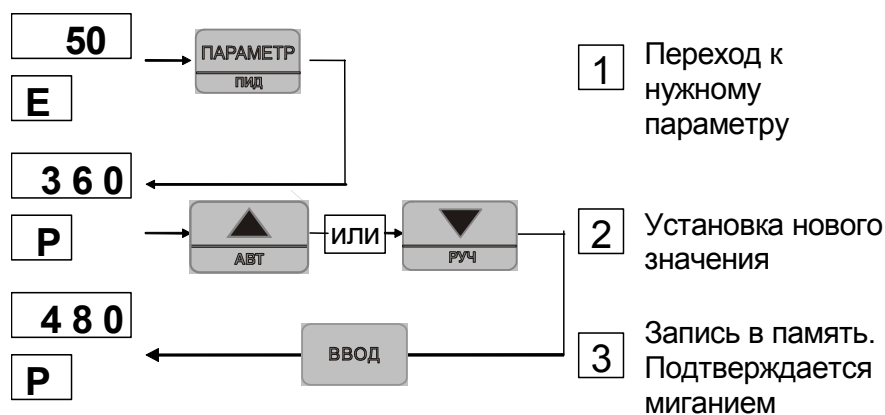 50
ПАРАМЕТР
ПИД
E
1
Переход к
нужному
параметру
3 6 0
P
АВТ
ИЛИ
РУЧ
2
Установка нового
значения
4 8 0
P
ВВОД
3
Запись в память.
Подтверждается
миганием